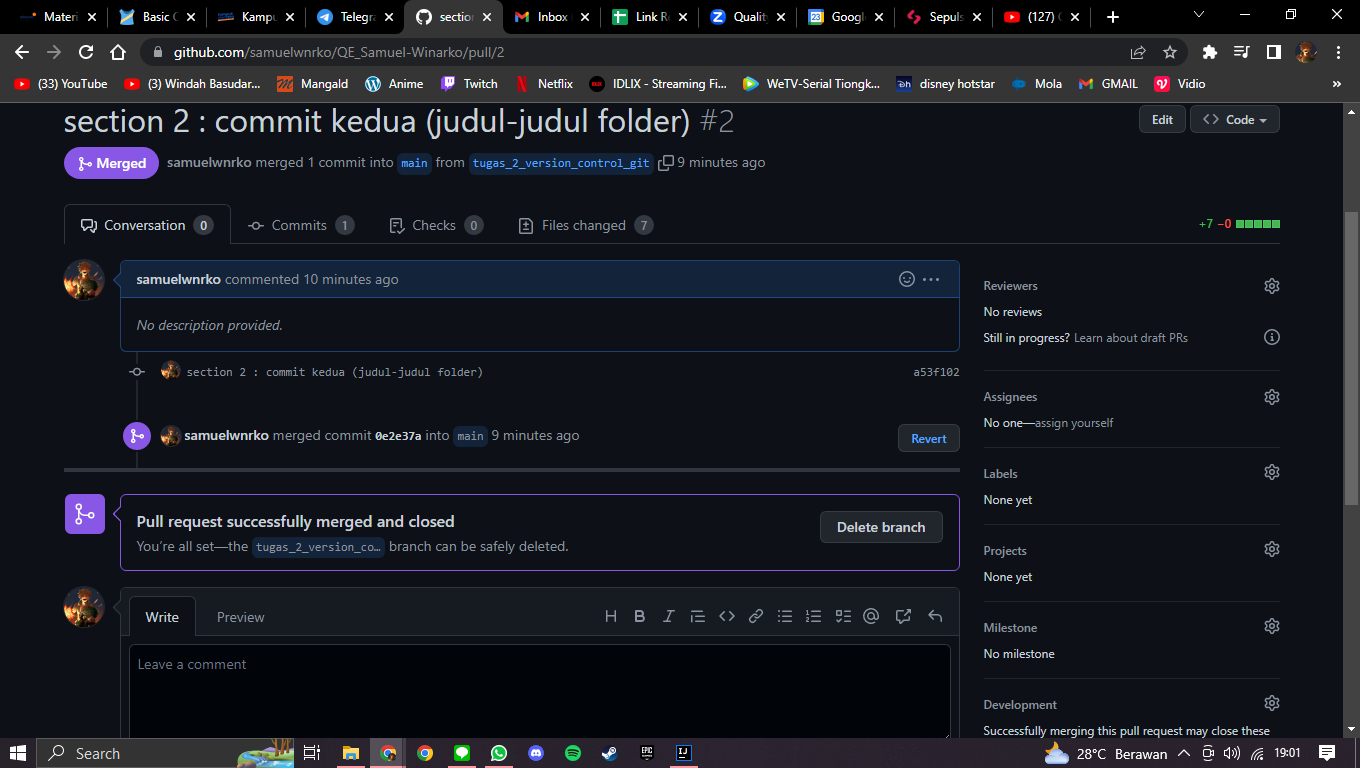 Materi
Basic C
Kampu
Telegra
section
Inbox
Link Re
Quality
Googl
Sepuls
(127)
github.com/samuelwnrko/QE_Samuel-Winarko/pull/2
(33) YouTube
(3) Windah Basudar...
Mangald
Anime
Twitch
Netflix
IDLIX - Streaming Fi...
WeTV-Serial Tiongk...
disney hotstar
Mola
GMAIL
Vidio
»
section 2 : commit kedua (judul-judul folder) #2
Edit
<> Code
Merged
samuelwnrko merged 1 commit into main from tugas_2_version_control_git 9 minutes ago
Conversation 0
Commits 1
Checks 0
Files changed 7
+7 −0
samuelwnrko commented 10 minutes ago
No description provided.
section 2 : commit kedua (judul-judul folder)
a53f102
samuelwnrko merged commit 0e2e37a into main 9 minutes ago
Revert
Pull request successfully merged and closed
You're all set—the tugas_2_version_co… branch can be safely deleted.
Delete branch
Write
Preview
Leave a comment
Reviewers
No reviews
Still in progress? Learn about draft PRs
Assignees
No one—assign yourself
Labels
None yet
Projects
None yet
Milestone
No milestone
Development
Successfully merging this pull request may close these
Search
28°C Berawan
19:01